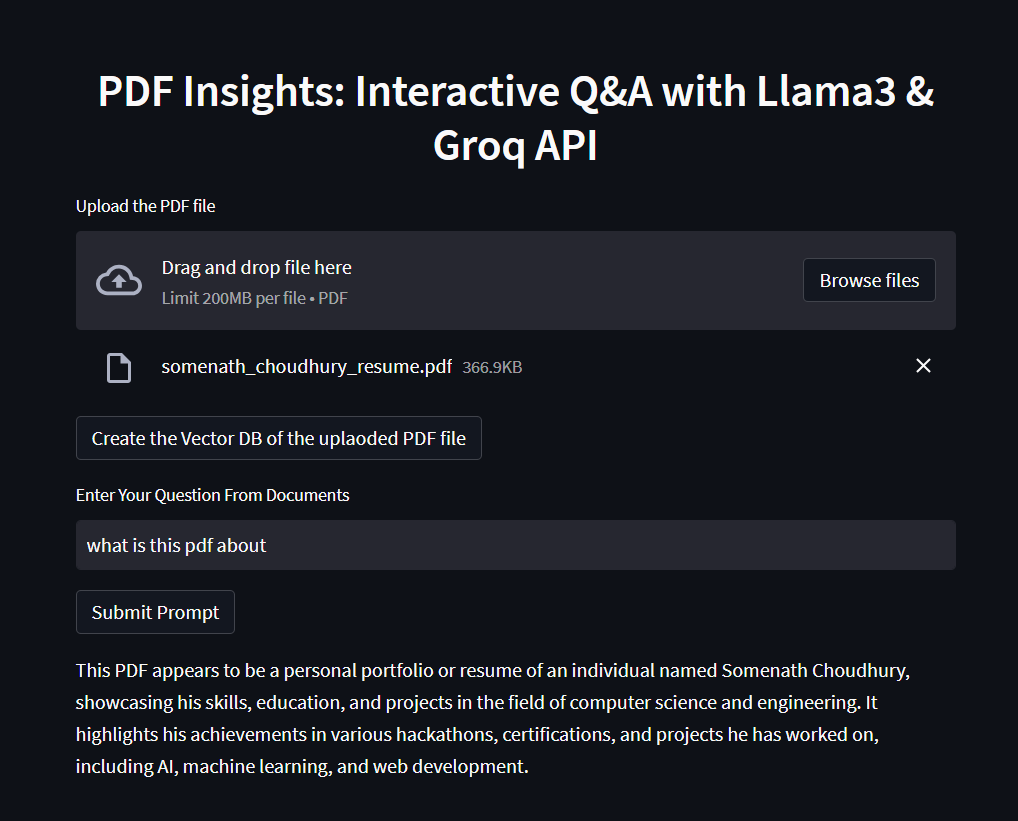 PDF Insights: Interactive Q&A with Llama3 &
Groq API
Upload the PDF file
Drag and drop file here
Limit 200MB per file • PDF
Browse files
somenath_choudhury_resume.pdf 366.9KB
Create the Vector DB of the uplaoded PDF file
Enter Your Question From Documents
what is this pdf about
Submit Prompt
This PDF appears to be a personal portfolio or resume of an individual named Somenath Choudhury,
showcasing his skills, education, and projects in the field of computer science and engineering. It
highlights his achievements in various hackathons, certifications, and projects he has worked on,
including AI, machine learning, and web development.